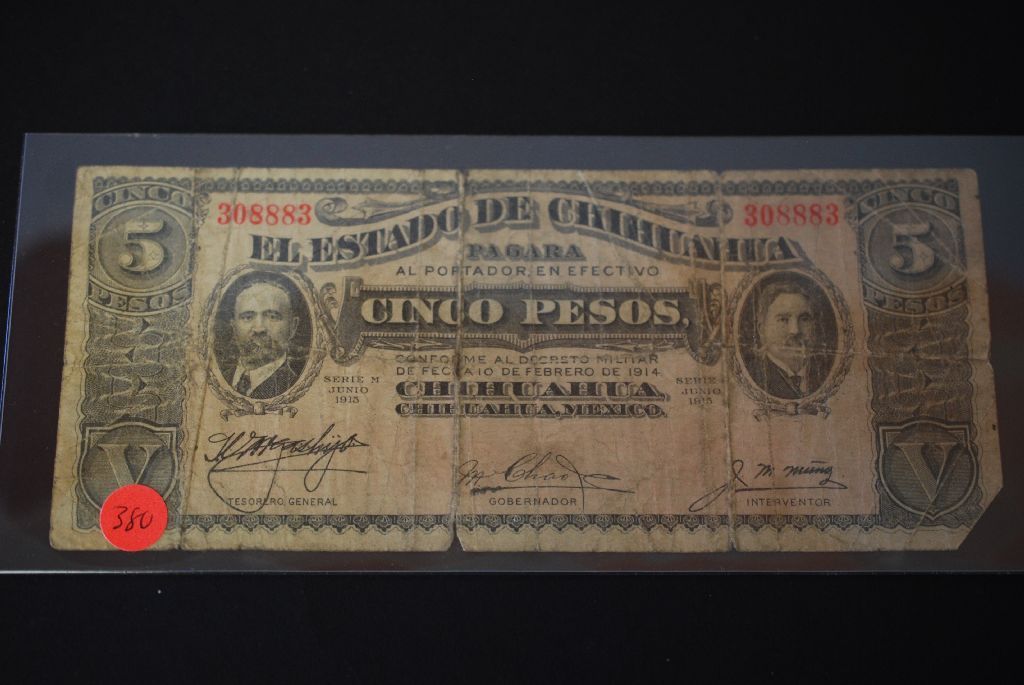 CINCO
5
PESOS
308883
308883
CINCO
5
PESOS
EL ESTADO DE CHIHUAHUA
PAGARA
AL PORTADOR, EN EFECTIVO
CINCO PESOS,
CONFORME AL DECRETO MILITAR
DE FECHA 10 DE FEBRERO DE 1914
CHIHUAHUA
CHIHUAHUA, MEXICO.
SERIE M
JUNIO
1915
SERIE
JUNIO
1915
TESORERO GENERAL
GOBERNADOR
INTERVENTOR
V
V
380